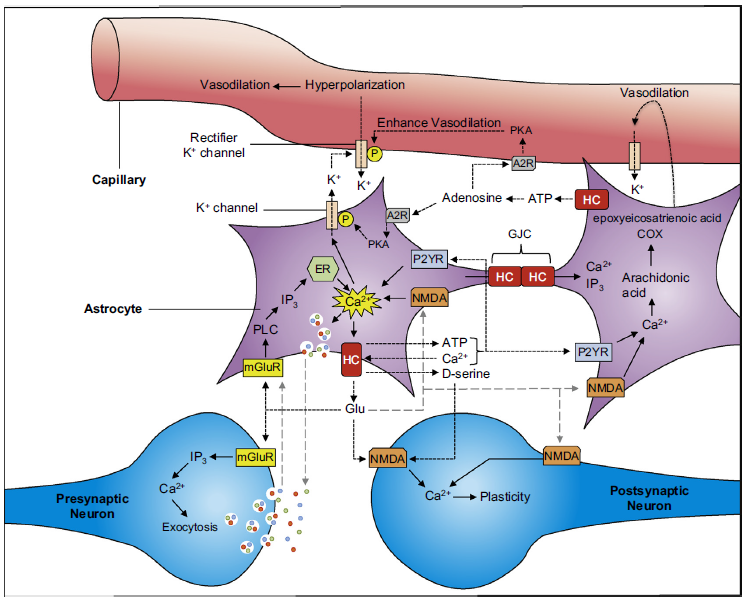 Vasodilation
Hyperpolarization
Vasodilation
Enhance Vasodilation
PKA
Rectifier
K⁺ channel
P
A2R
Capillary
K⁺
K⁺
K⁺
Adenosine
ATP
HC
K⁺ channel
P
A2R
epoxyeicosatrienoic acid
PKA
GJC
COX
ER
P2YR
HC
HC
Ca²⁺
IP₃
Arachidonic
acid
IP₃
Ca²⁺
NMDA
Astrocyte
PLC
Ca²⁺
HC
ATP
Ca²⁺
D-serine
P2YR
mGluR
NMDA
Glu
IP₃
mGluR
NMDA
NMDA
Ca²⁺
Presynaptic
Neuron
Ca²⁺
Plasticity
Postsynaptic
Neuron
Exocytosis